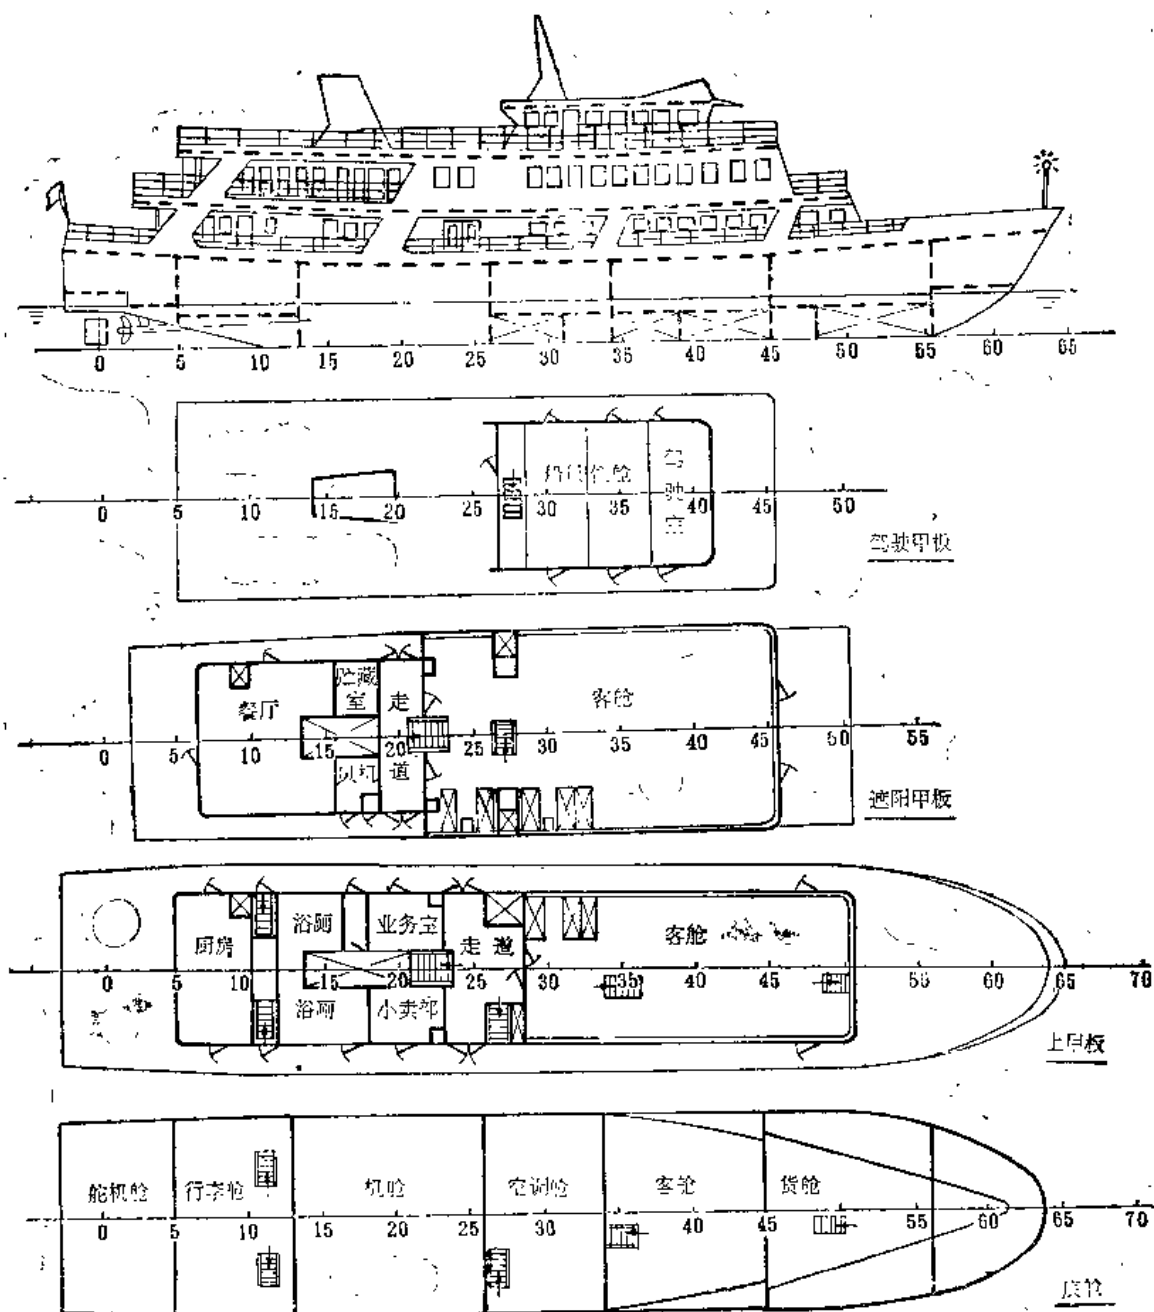 0 5 10 15 20 25 30 35 40 45 50 55 60 65
驾
驶
室
0 5 10 15 20 25 30 35 40 45 50
驾驶甲板
贮藏
室
走
客舱
餐厅
0 5 10 15 20 25 30 35 40 45 50 55
道
遮阳甲板
浴厕 业务室
厨房 走道 客舱
0 5 10 15 20 25 30 35 40 45 50 55 60 65 70
浴厕 小卖部
上甲板
舵机舱 行李舱 机舱 空调舱 客舱 货舱
0 5 10 15 20 25 30 35 40 45 50 55 60 65 70
底舱